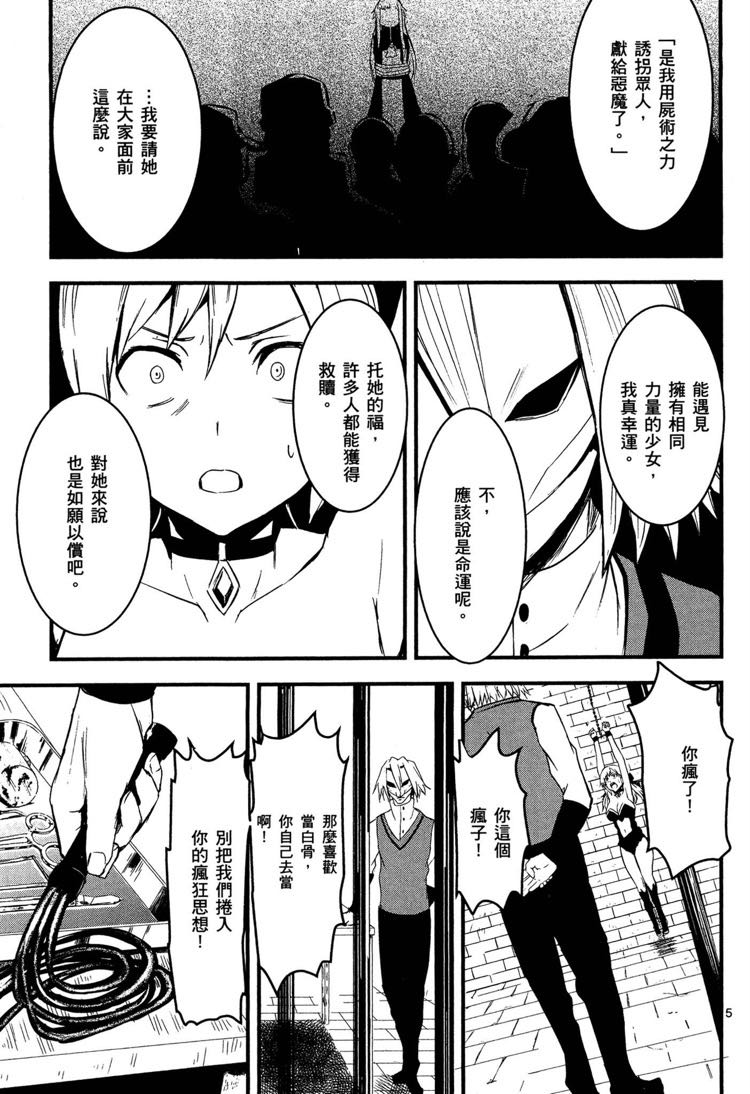 「是我用屍術之力
誘拐眾人，
獻給惡魔了。」
…我要請她
在大家面前
這麼說。
能遇見
擁有相同
力量的少女，
我真幸運。
不，
應該說是命運呢。
托她的福，
許多人都能獲得
救贖。
對她來說
也是如願以償吧。
你瘋了！
你這個
瘋子！
那麼喜歡
當白骨，
你自己去當
啊！
別把我們捲入
你的瘋狂思想！
5